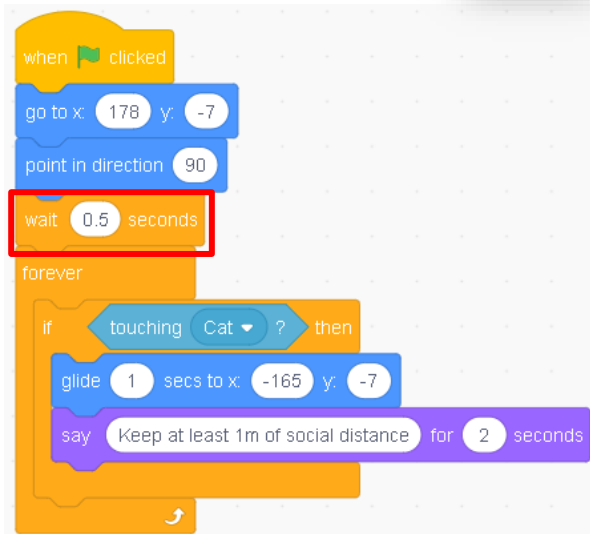 when clicked
go to x: 178 y: -7
point in direction 90
wait 0.5 seconds
forever
if touching Cat ? then
glide 1 secs to x: -165 y: -7
say Keep at least 1m of social distance for 2 seconds